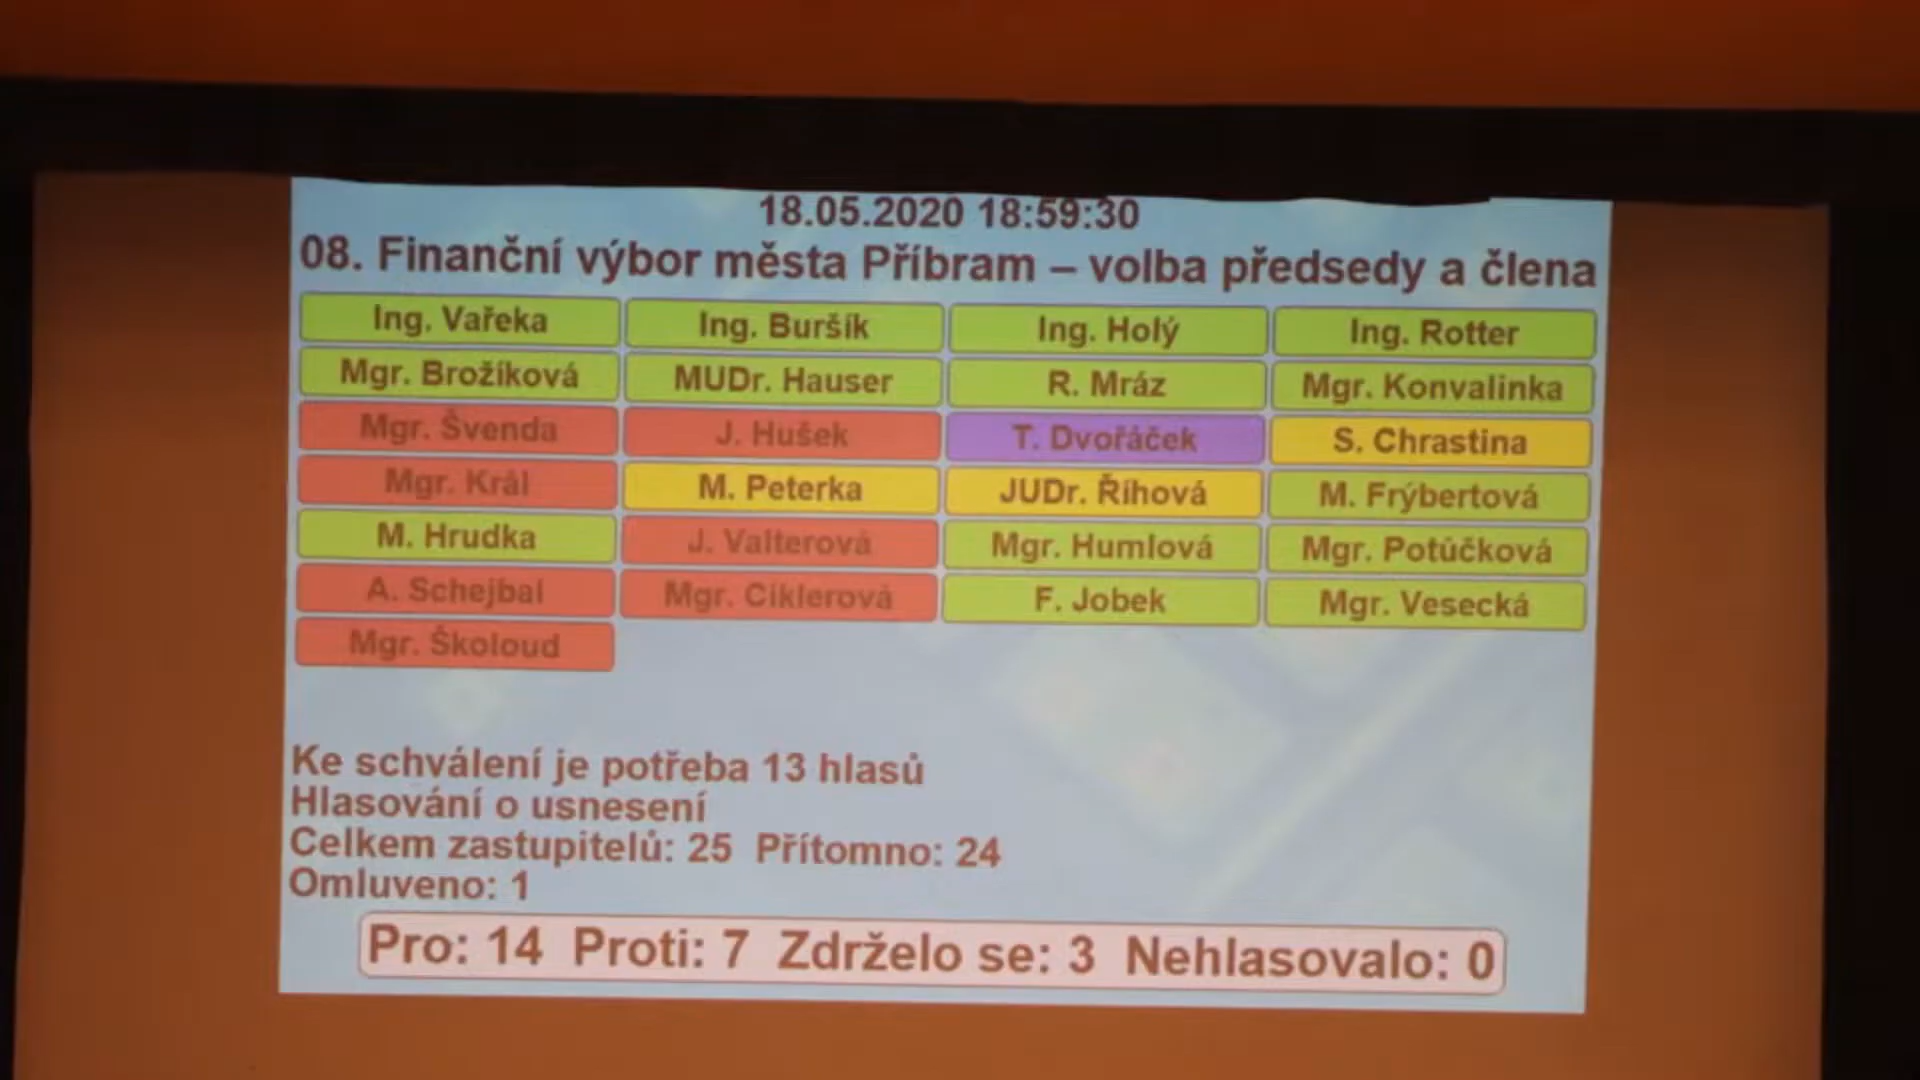 18.05.2020 18:59:30
08. Finanční výbor města Příbram – volba předsedy a člena
Ing. Vařeka Ing. Buršík Ing. Holý Ing. Rotter
Mgr. Brožíková MUDr. Hauser R. Mráz Mgr. Konvalinka
Mgr. Švenda J. Hušek T. Dvořáček S. Chrastina
Mgr. Král M. Peterka JUDr. Říhová M. Frýbertová
M. Hrudka J. Valterová Mgr. Humlová Mgr. Potůčková
A. Schejbal Mgr. Ciklerová F. Jobek Mgr. Vesecká
Mgr. Školoud
Ke schválení je potřeba 13 hlasů
Hlasování o usnesení
Celkem zastupitelů: 25 Přítomno: 24
Omluveno: 1
Pro: 14 Proti: 7 Zdrželo se: 3 Nehlasovalo: 0